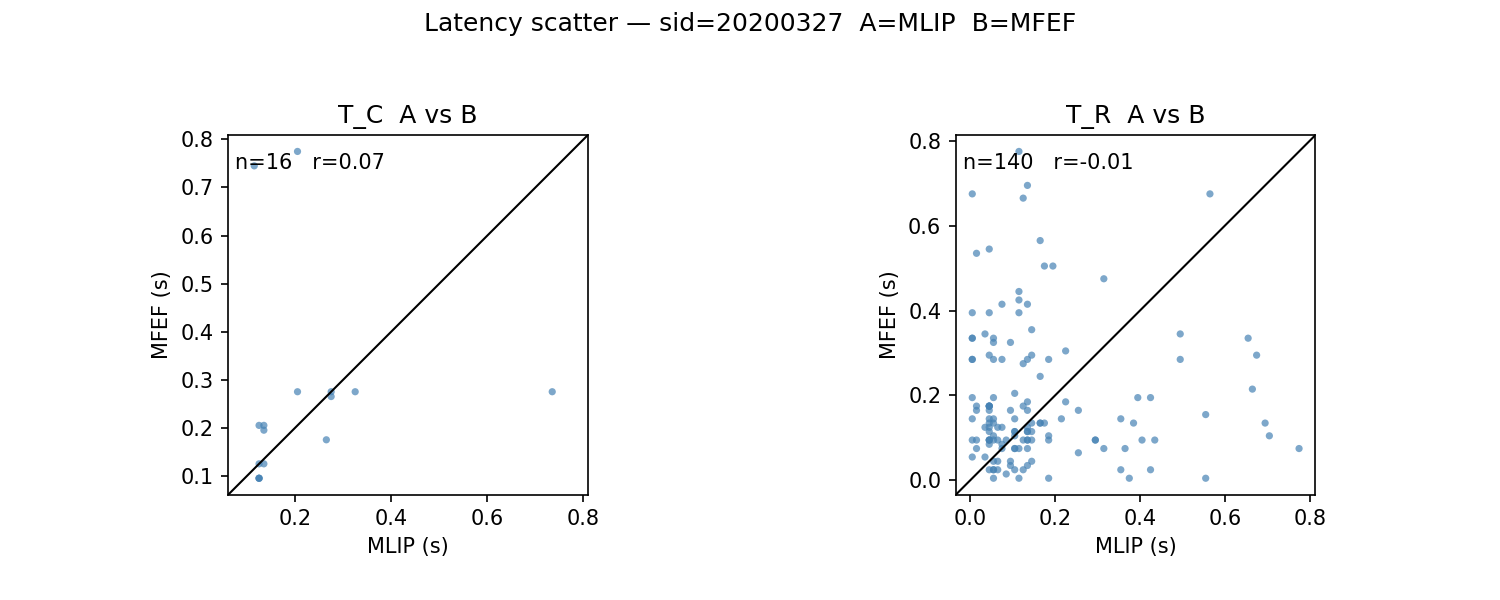 Latency scatter — sid=20200327  A=MLIP  B=MFEF
T_C  A vs B
n=16   r=0.07
0.8
0.7
0.6
0.5
0.4
0.3
0.2
0.1
MFEF (s)
0.2 0.4 0.6 0.8
MLIP (s)
T_R  A vs B
n=140   r=-0.01
0.8
0.6
0.4
0.2
0.0
MFEF (s)
0.0 0.2 0.4 0.6 0.8
MLIP (s)